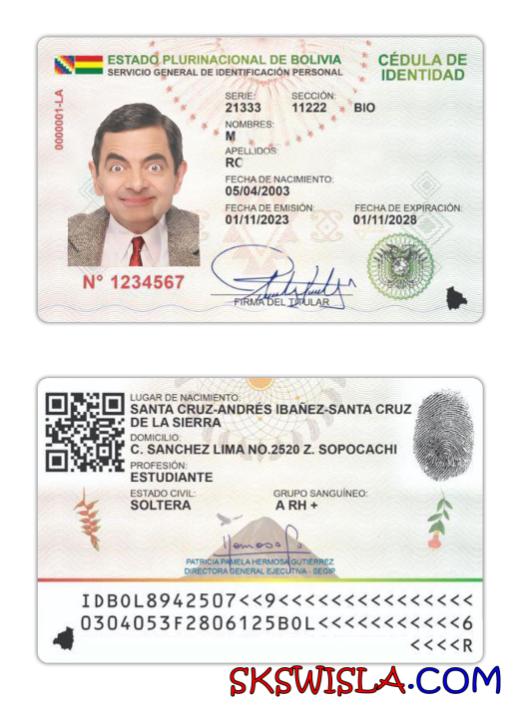 ESTADO PLURINACIONAL DE BOLIVIA
SERVICIO GENERAL DE IDENTIFICACIÓN PERSONAL
CÉDULA DE
IDENTIDAD
0000001-LA
SERIE: SECCIÓN:
21333 11222 BIO
NOMBRES:
M
APELLIDOS:
RC
FECHA DE NACIMIENTO:
05/04/2003
FECHA DE EMISIÓN: FECHA DE EXPIRACIÓN:
01/11/2023 01/11/2028
N° 1234567
FIRMA DEL TITULAR
LUGAR DE NACIMIENTO:
SANTA CRUZ-ANDRÉS IBAÑEZ-SANTA CRUZ
DE LA SIERRA
DOMICILIO:
C. SANCHEZ LIMA NO.2520 Z. SOPOCACHI
PROFESIÓN:
ESTUDIANTE
ESTADO CIVIL: GRUPO SANGUÍNEO:
SOLTERA A RH +
PATRICIA PAMELA HERMOSA GUTIERREZ
DIRECTORA GENERAL EJECUTIVA - SEGIP
IDBOL8942507<<9<<<<<<<<<<<<<<<
0304053F2806125BOL<<<<<<<<<<<6
<<<<R
SKSWISLA.COM